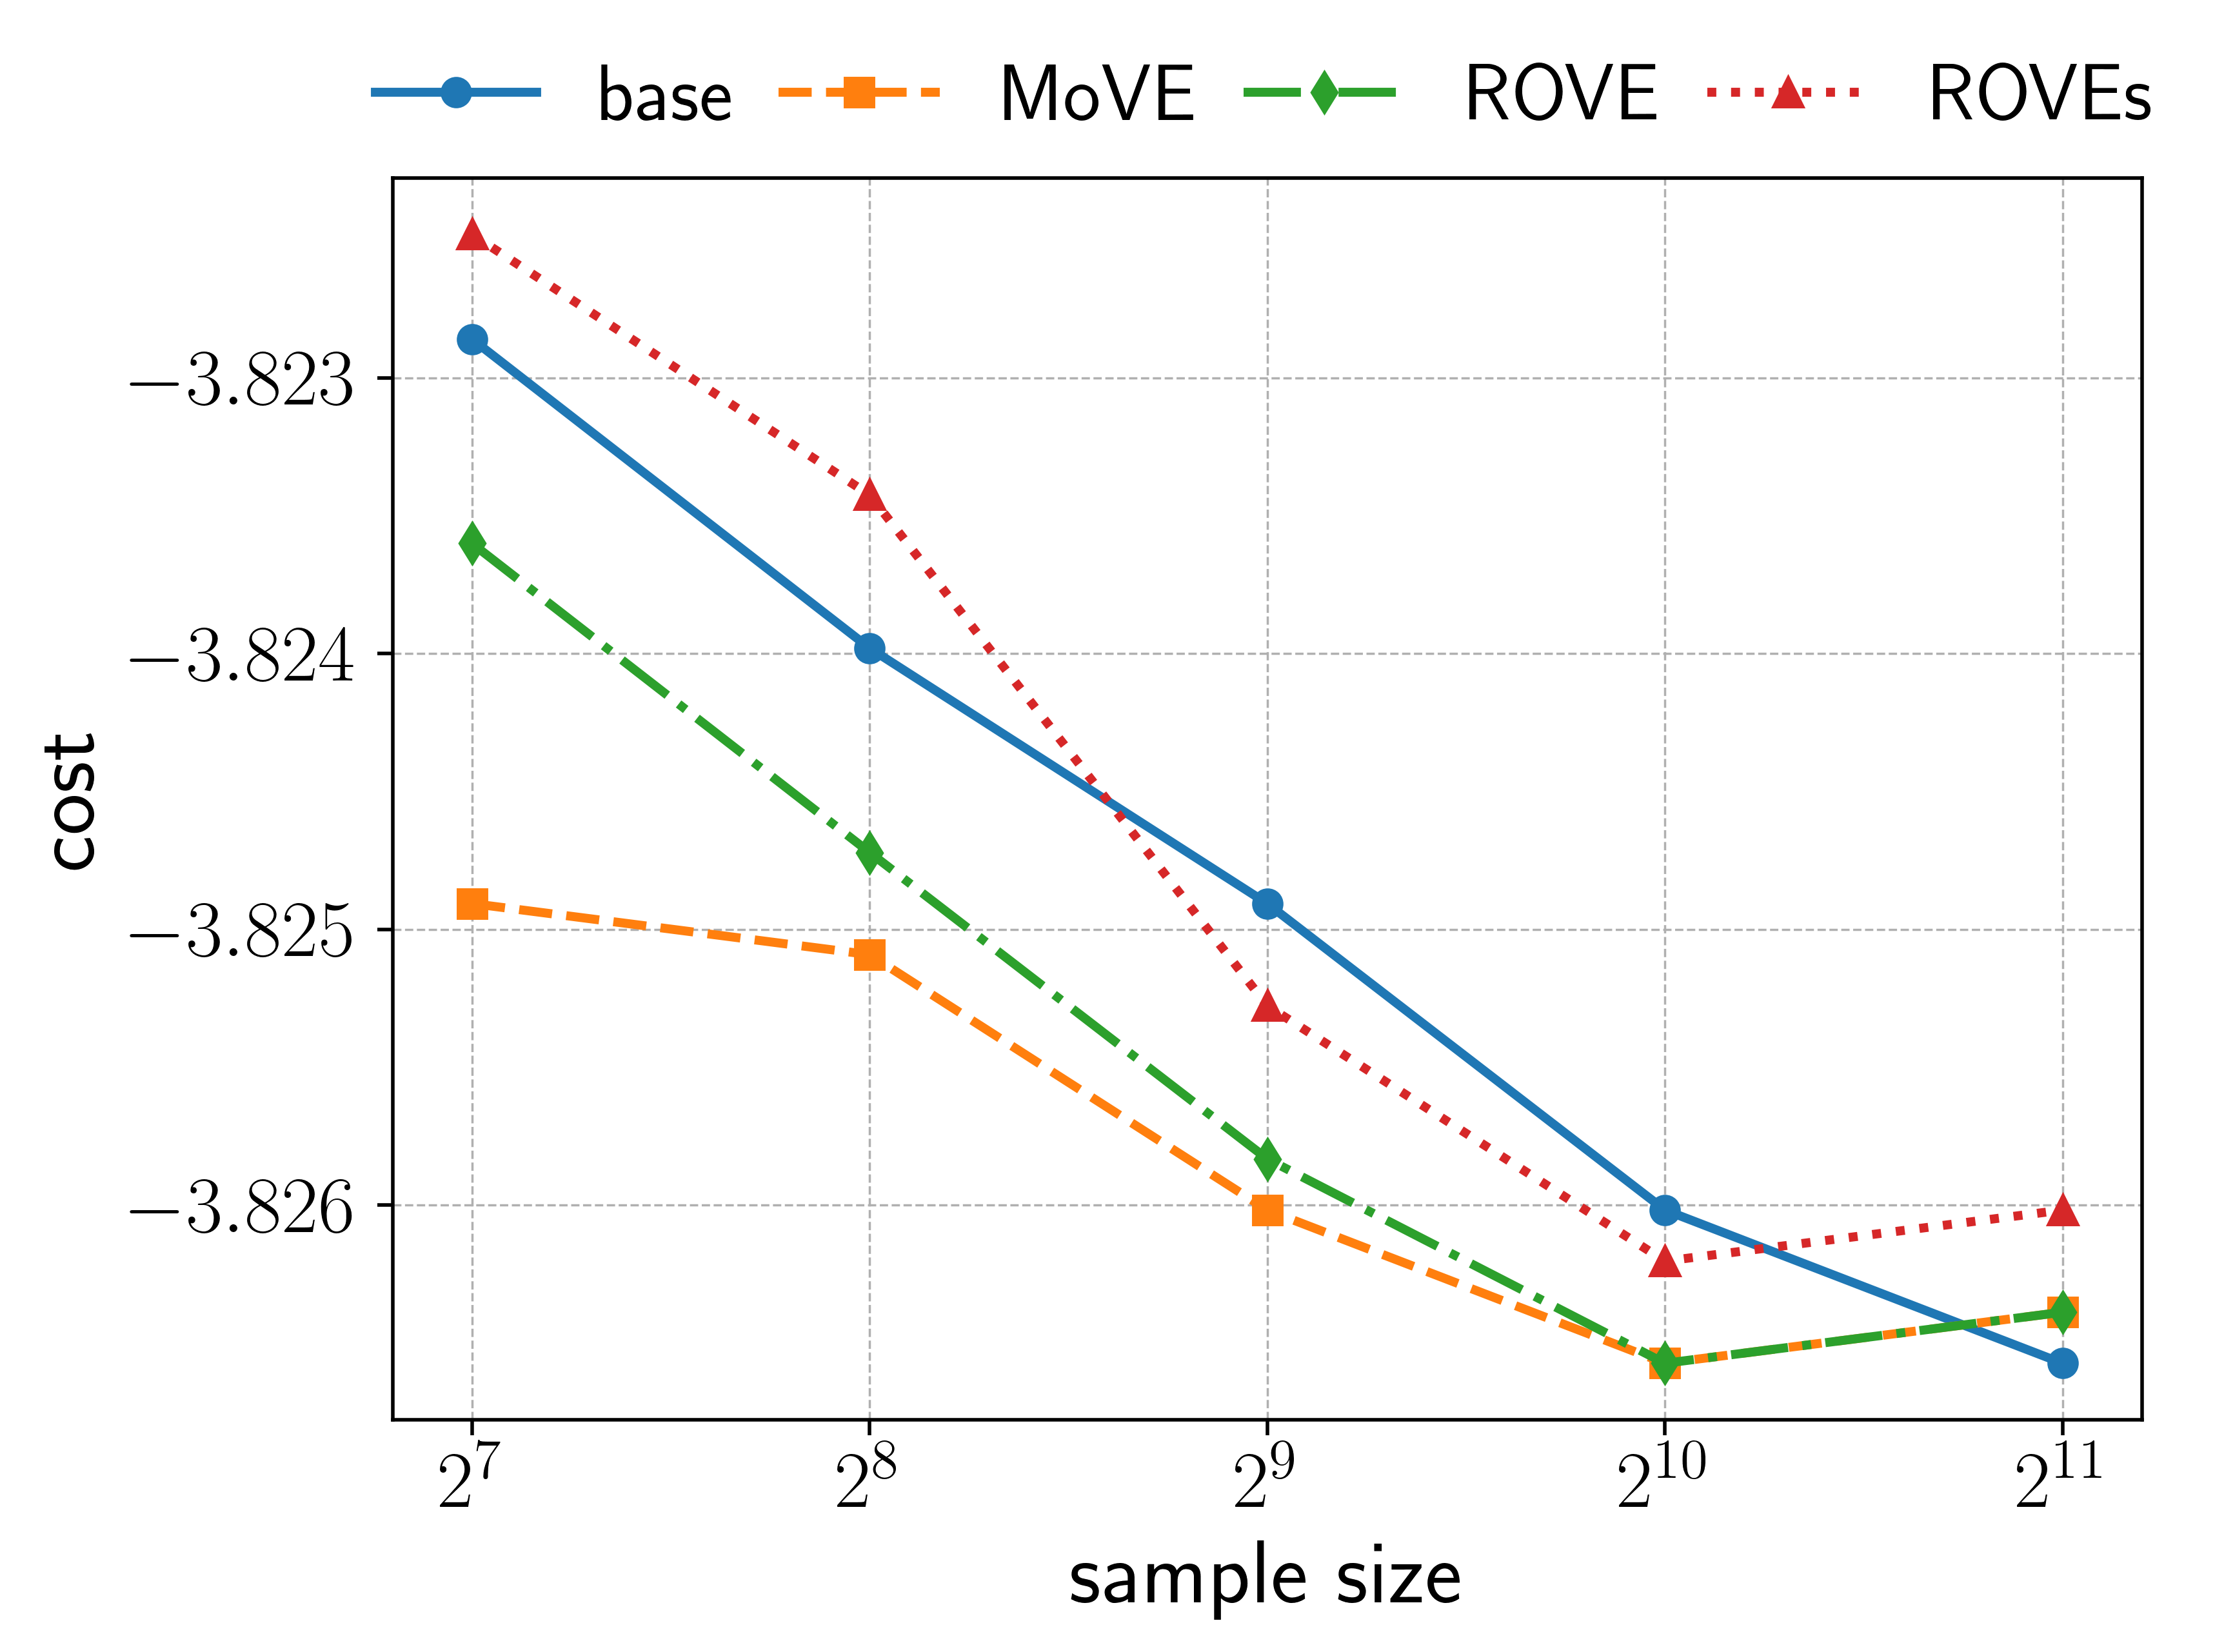 base MoVE ROVE ROVEs
−3.823
−3.824
−3.825
−3.826
cost
2^7 2^8 2^9 2^10 2^11
sample size